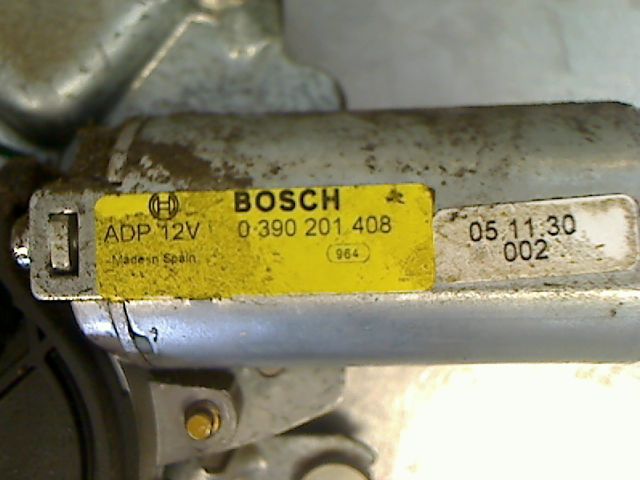 BOSCH
ADP 12V 0 390 201 408
Made in Spain 964
05.11.30
002